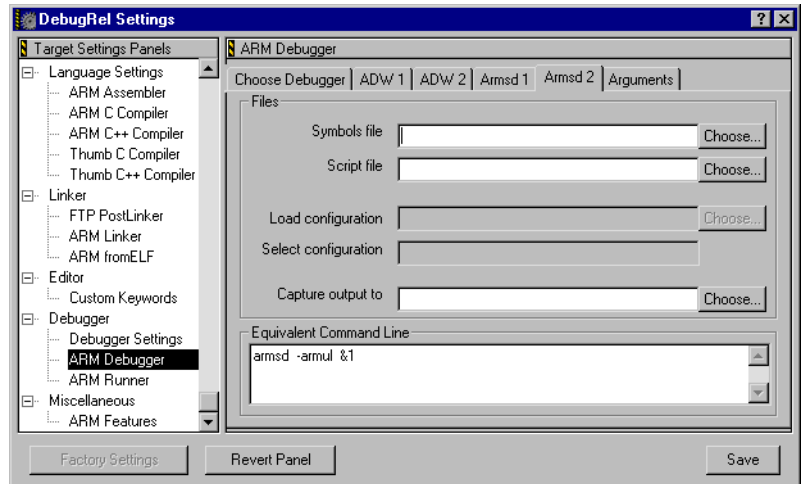 DebugRel Settings
Target Settings Panels
Language Settings
ARM Assembler
ARM C Compiler
ARM C++ Compiler
Thumb C Compiler
Thumb C++ Compiler
Linker
FTP PostLinker
ARM Linker
ARM fromELF
Editor
Custom Keywords
Debugger
Debugger Settings
ARM Debugger
ARM Runner
Miscellaneous
ARM Features
ARM Debugger
Choose Debugger ADW 1 ADW 2 Armsd 1 Armsd 2 Arguments
Files
Symbols file Choose...
Script file Choose...
Load configuration Choose...
Select configuration
Capture output to Choose...
Equivalent Command Line
armsd -armul &1
Factory Settings Revert Panel Save